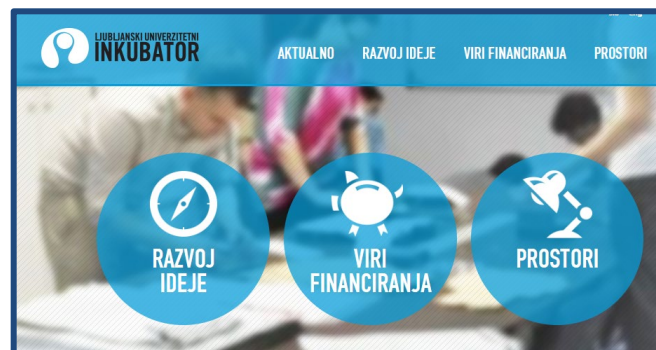 LJUBLJANSKI UNIVERZITETNI
INKUBATOR
AKTUALNO RAZVOJ IDEJE VIRI FINANCIRANJA PROSTORI
RAZVOJ
IDEJE
VIRI
FINANCIRANJA
PROSTORI